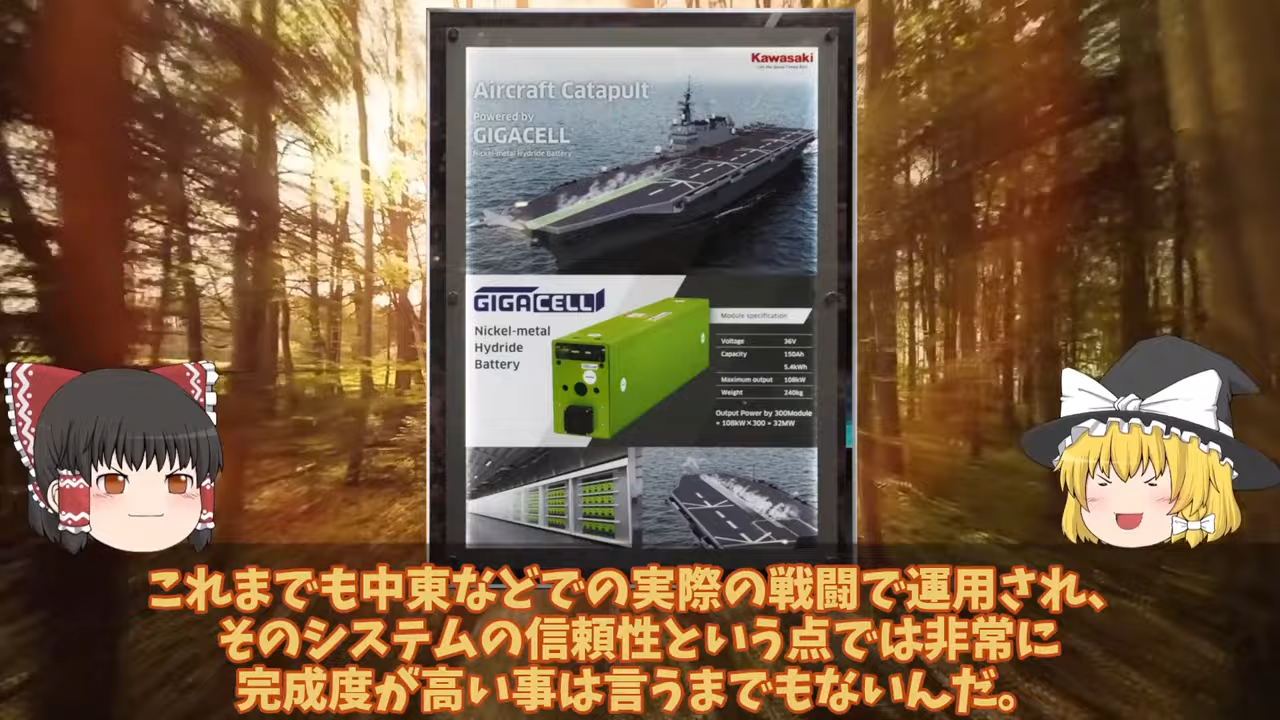 Kawasaki
Aircraft Catapult
Powered by
GIGACELL
Nickel-metal Hydride Battery
GIGACELL
Nickel-metal
Hydride
Battery
Module specification
Voltage 36V
Capacity 150Ah
5.4kWh
Maximum output 108kW
Weight 240kg
Output Power by 300Module
= 108kW×300 = 32MW
これまでも中東などでの実際の戦闘で運用され、
そのシステムの信頼性という点では非常に
完成度が高い事は言うまでもないんだ。